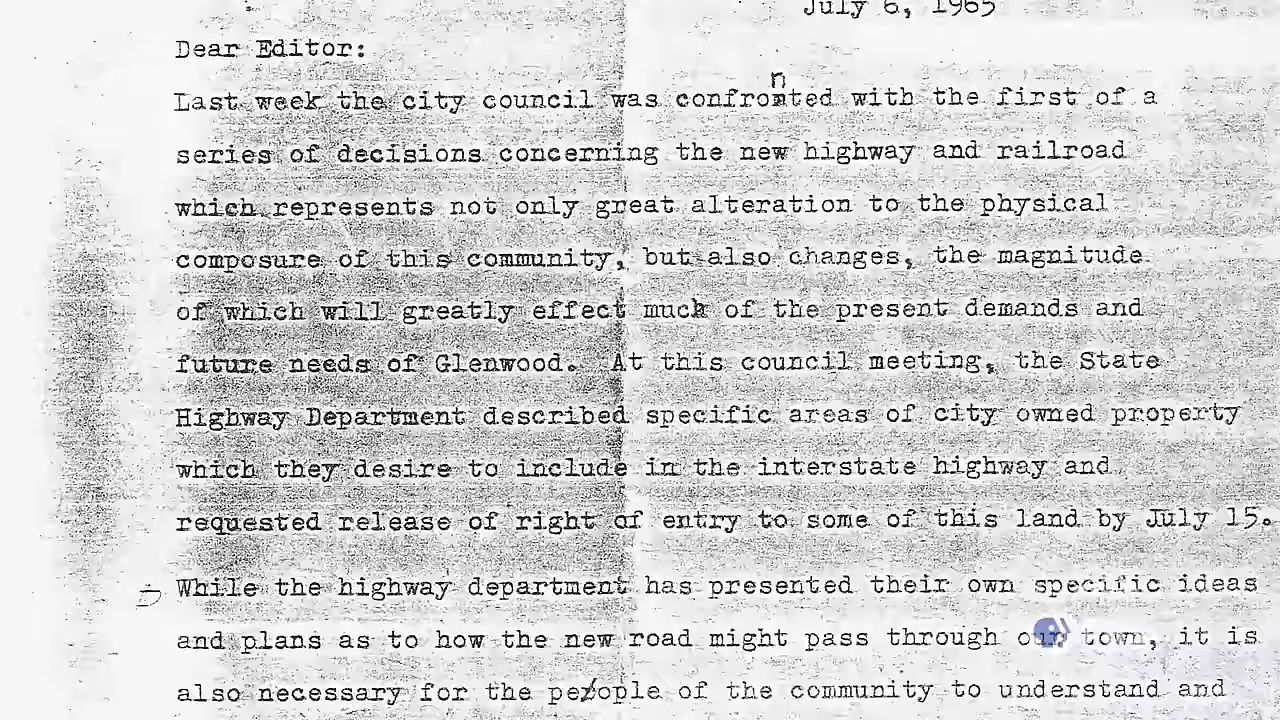 July 6, 1965
Dear Editor:
Last week the city council was confronted with the first of a
series of decisions concerning the new highway and railroad
which represents not only great alteration to the physical
composure of this community, but also changes, the magnitude
of which will greatly effect much of the present demands and
future needs of Glenwood. At this council meeting, the State
Highway Department described specific areas of city owned property
which they desire to include in the interstate highway and
requested release of right of entry to some of this land by July 15.
While the highway department has presented their own specific ideas
and plans as to how the new road might pass through our town, it is
also necessary for the people of the community to understand and